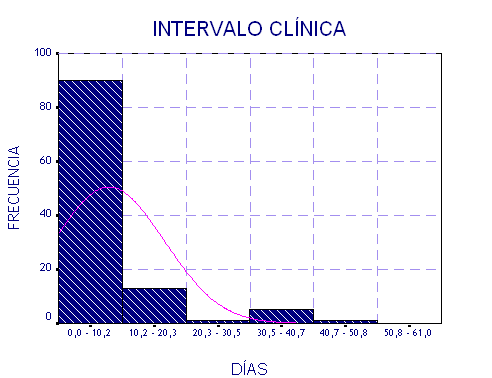 INTERVALO CLÍNICA
100
80
60
40
20
0
FRECUENCIA
0,0 - 10,2 10,2 - 20,3 20,3 - 30,5 30,5 - 40,7 40,7 - 50,8 50,8 - 61,0
DÍAS